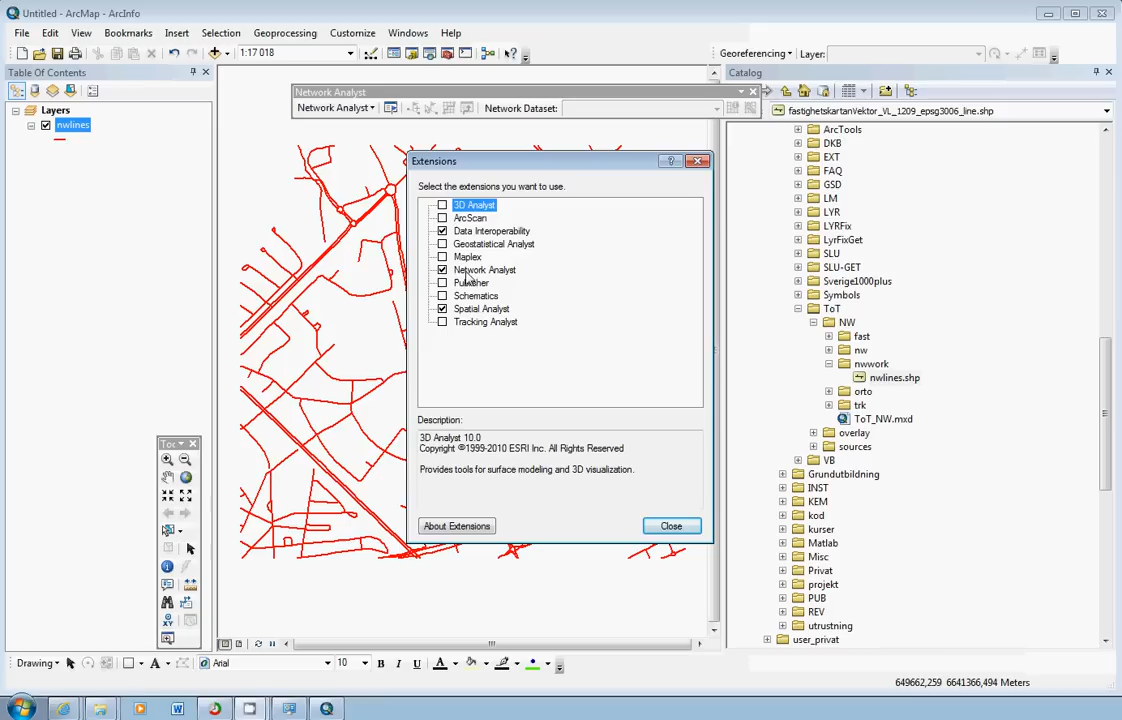 Untitled - ArcMap - ArcInfo
File Edit View Bookmarks Insert Selection Geoprocessing Customize Windows Help
1:17 018
Georeferencing Layer:
Table Of Contents
Layers
nwlines
Network Analyst
Network Analyst Network Dataset:
Extensions
Select the extensions you want to use.
3D Analyst
ArcScan
Data Interoperability
Geostatistical Analyst
Maplex
Network Analyst
Publisher
Schematics
Spatial Analyst
Tracking Analyst
Description:
3D Analyst 10.0
Copyright ©1999-2010 ESRI Inc. All Rights Reserved
Provides tools for surface modeling and 3D visualization.
About Extensions Close
Catalog
fastighetskartanVektor_VL_1209_epsg3006_line.shp
ArcTools
DKB
EXT
FAQ
GSD
LM
LYR
LYRFix
LyrFixGet
SLU
SLU-GET
Sverige1000plus
Symbols
ToT
NW
fast
nw
nwwork
nwlines.shp
orto
trk
ToT_NW.mxd
overlay
sources
VB
Grundutbildning
INST
KEM
kod
kurser
Matlab
Misc
Privat
projekt
PUB
REV
utrustning
user_privat
Drawing Arial 10 B I U A
649662,259 6641366,494 Meters